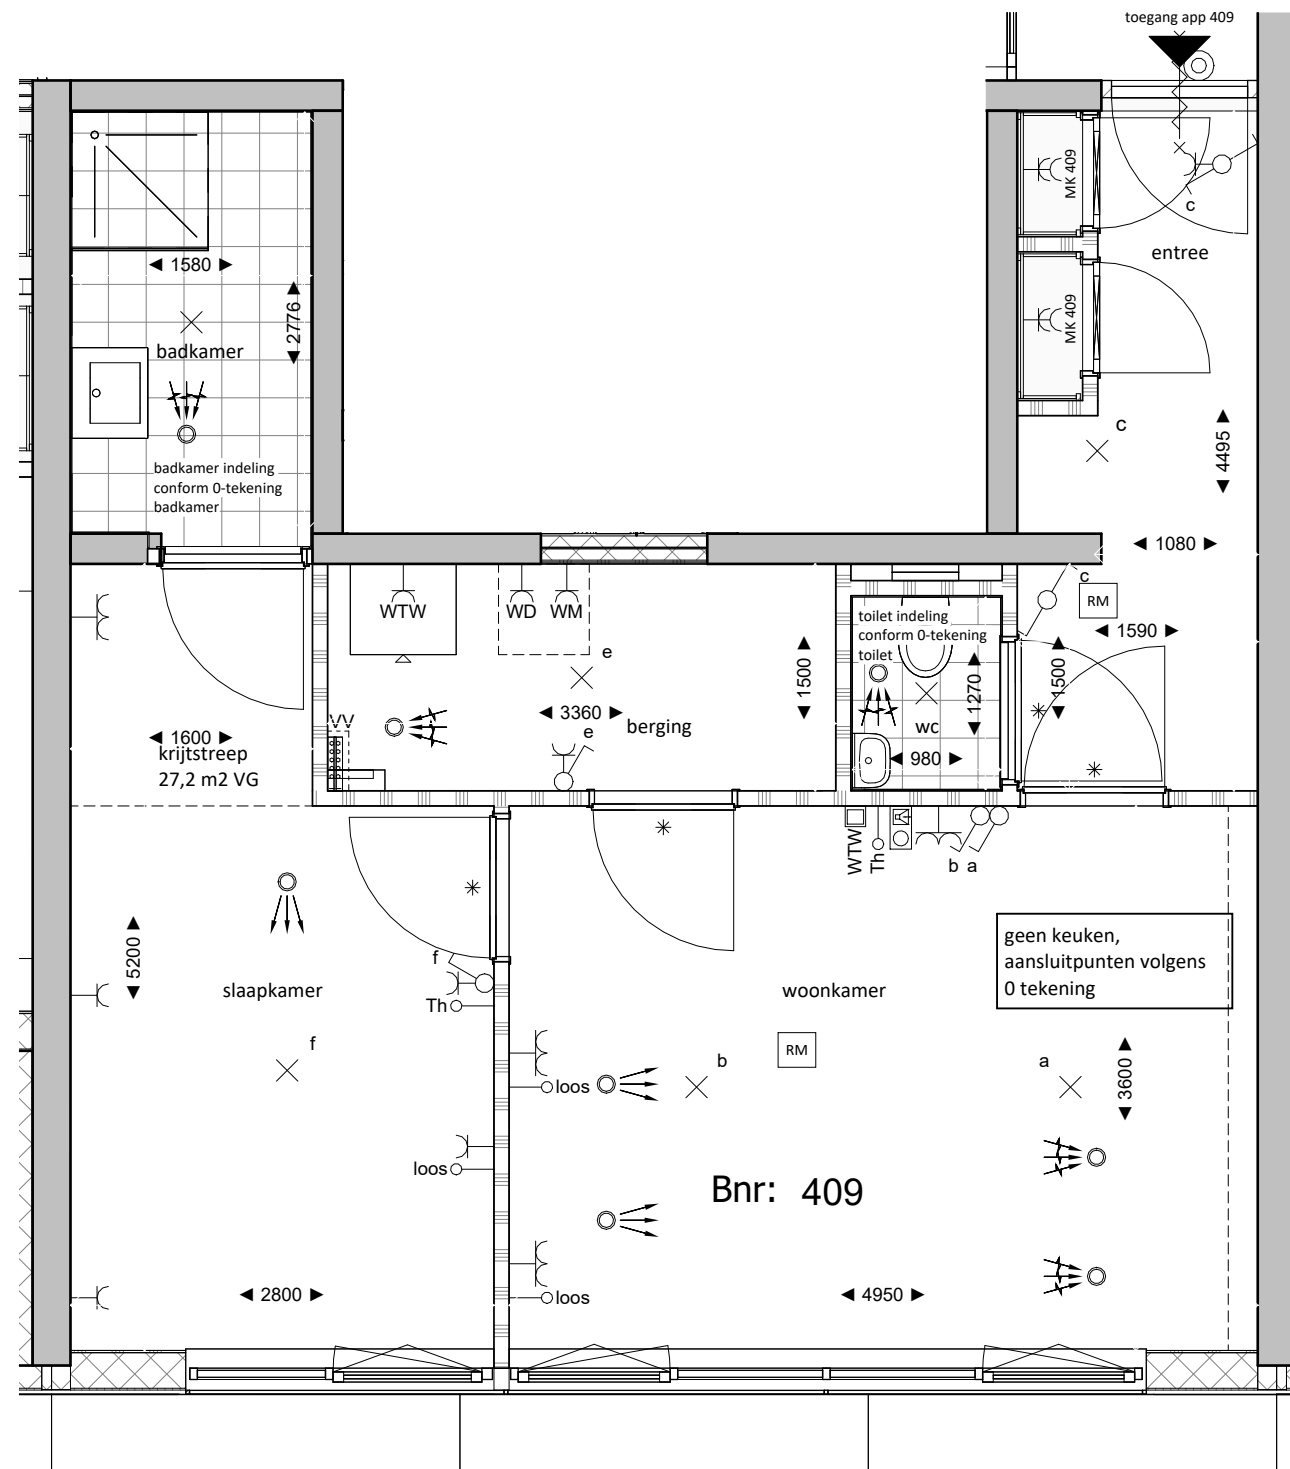 toegang app 409
MK 409
c
entree
MK 409
1580
2776
badkamer
c
4495
badkamer indeling
conform 0-tekening
badkamer
1080
c
RM
WTW
WD
WM
toilet indeling
conform 0-tekening
toilet
1590
e
1500
1270
1500
VV
3360
berging
wc
e
1600
krijtstreep
27,2 m2 VG
980
WTW
Th
b
a
geen keuken,
aansluitpunten volgens
0 tekening
5200
f
slaapkamer
Th
woonkamer
f
b
RM
a
3600
loos
loos
Bnr: 409
2800
loos
4950